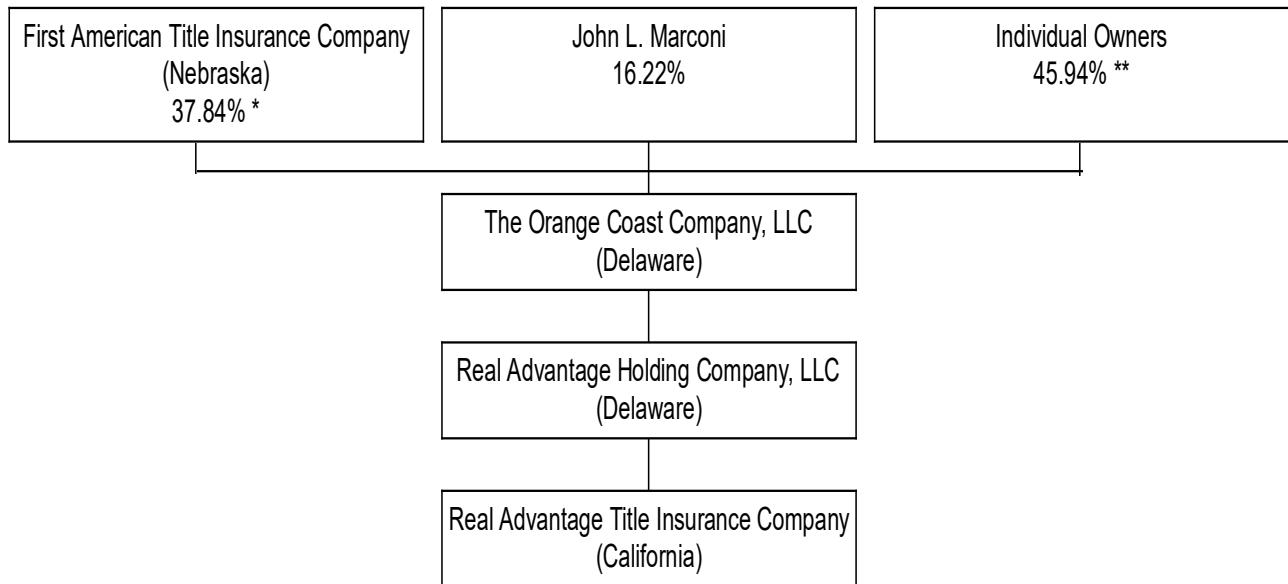 First American Title Insurance Company
(Nebraska)
37.84% *
John L. Marconi
16.22%
Individual Owners
45.94% **
The Orange Coast Company, LLC
(Delaware)
Real Advantage Holding Company, LLC
(Delaware)
Real Advantage Title Insurance Company
(California)